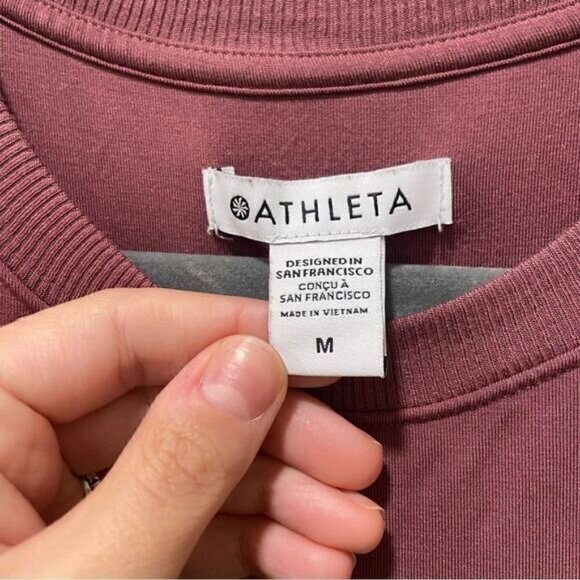 ATHLETA
DESIGNED IN
SAN FRANCISCO
CONÇU À
SAN FRANCISCO
MADE IN VIETNAM
M